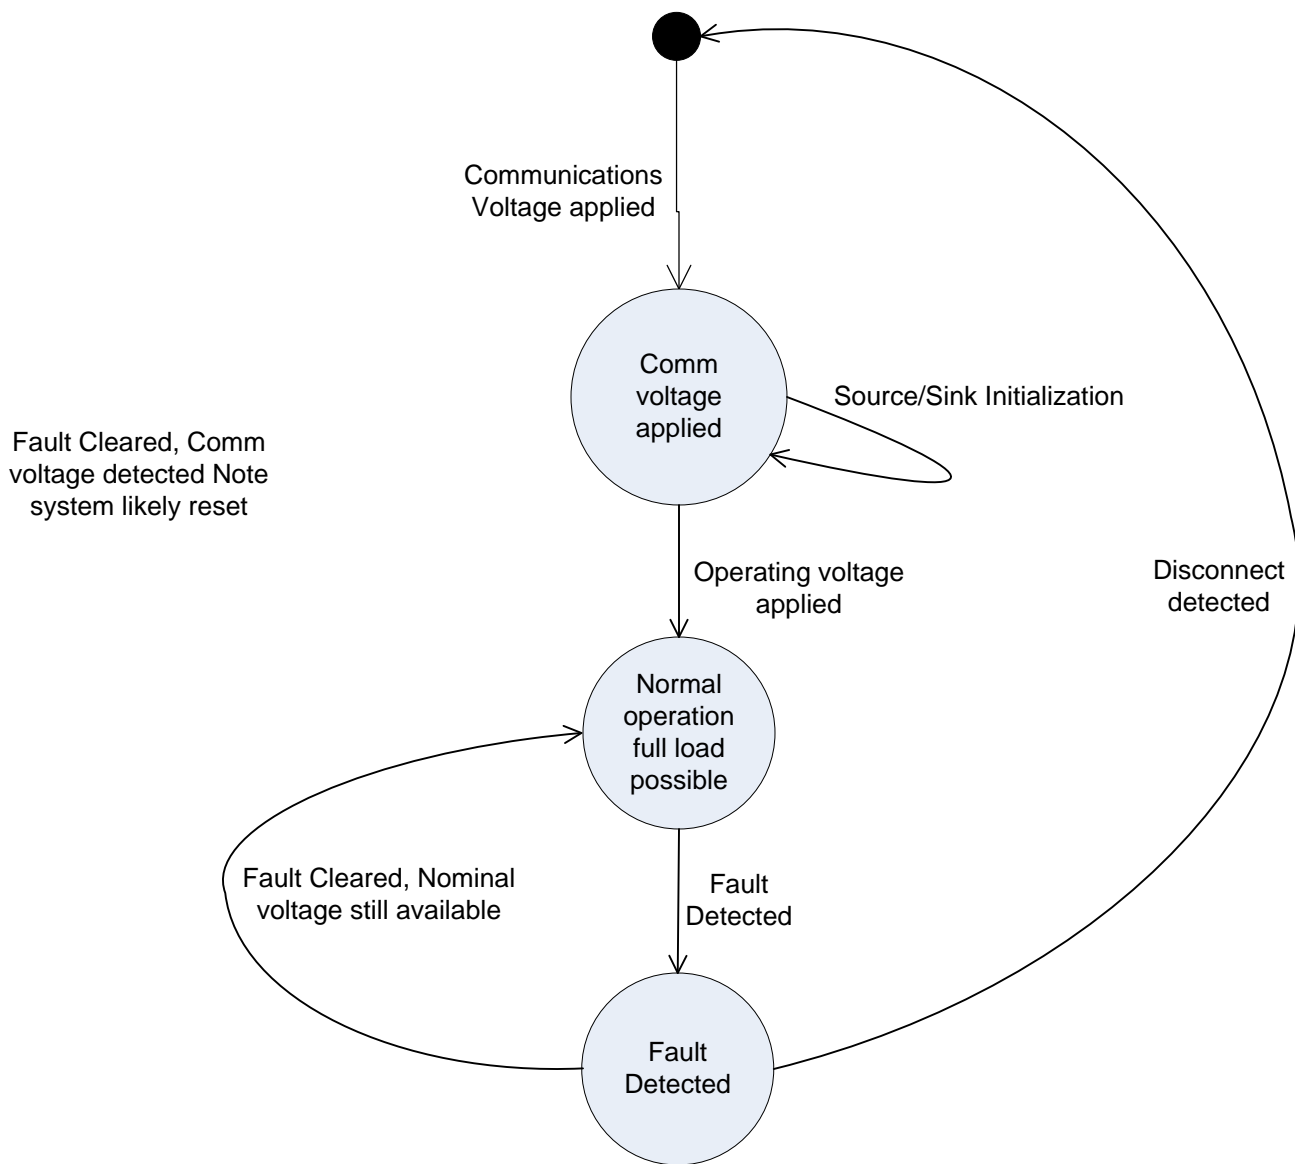 Communications
Voltage applied
Comm
voltage
applied
Source/Sink Initialization
Fault Cleared, Comm
voltage detected Note
system likely reset
Operating voltage
applied
Disconnect
detected
Normal
operation
full load
possible
Fault Cleared, Nominal
voltage still available
Fault
Detected
Fault
Detected